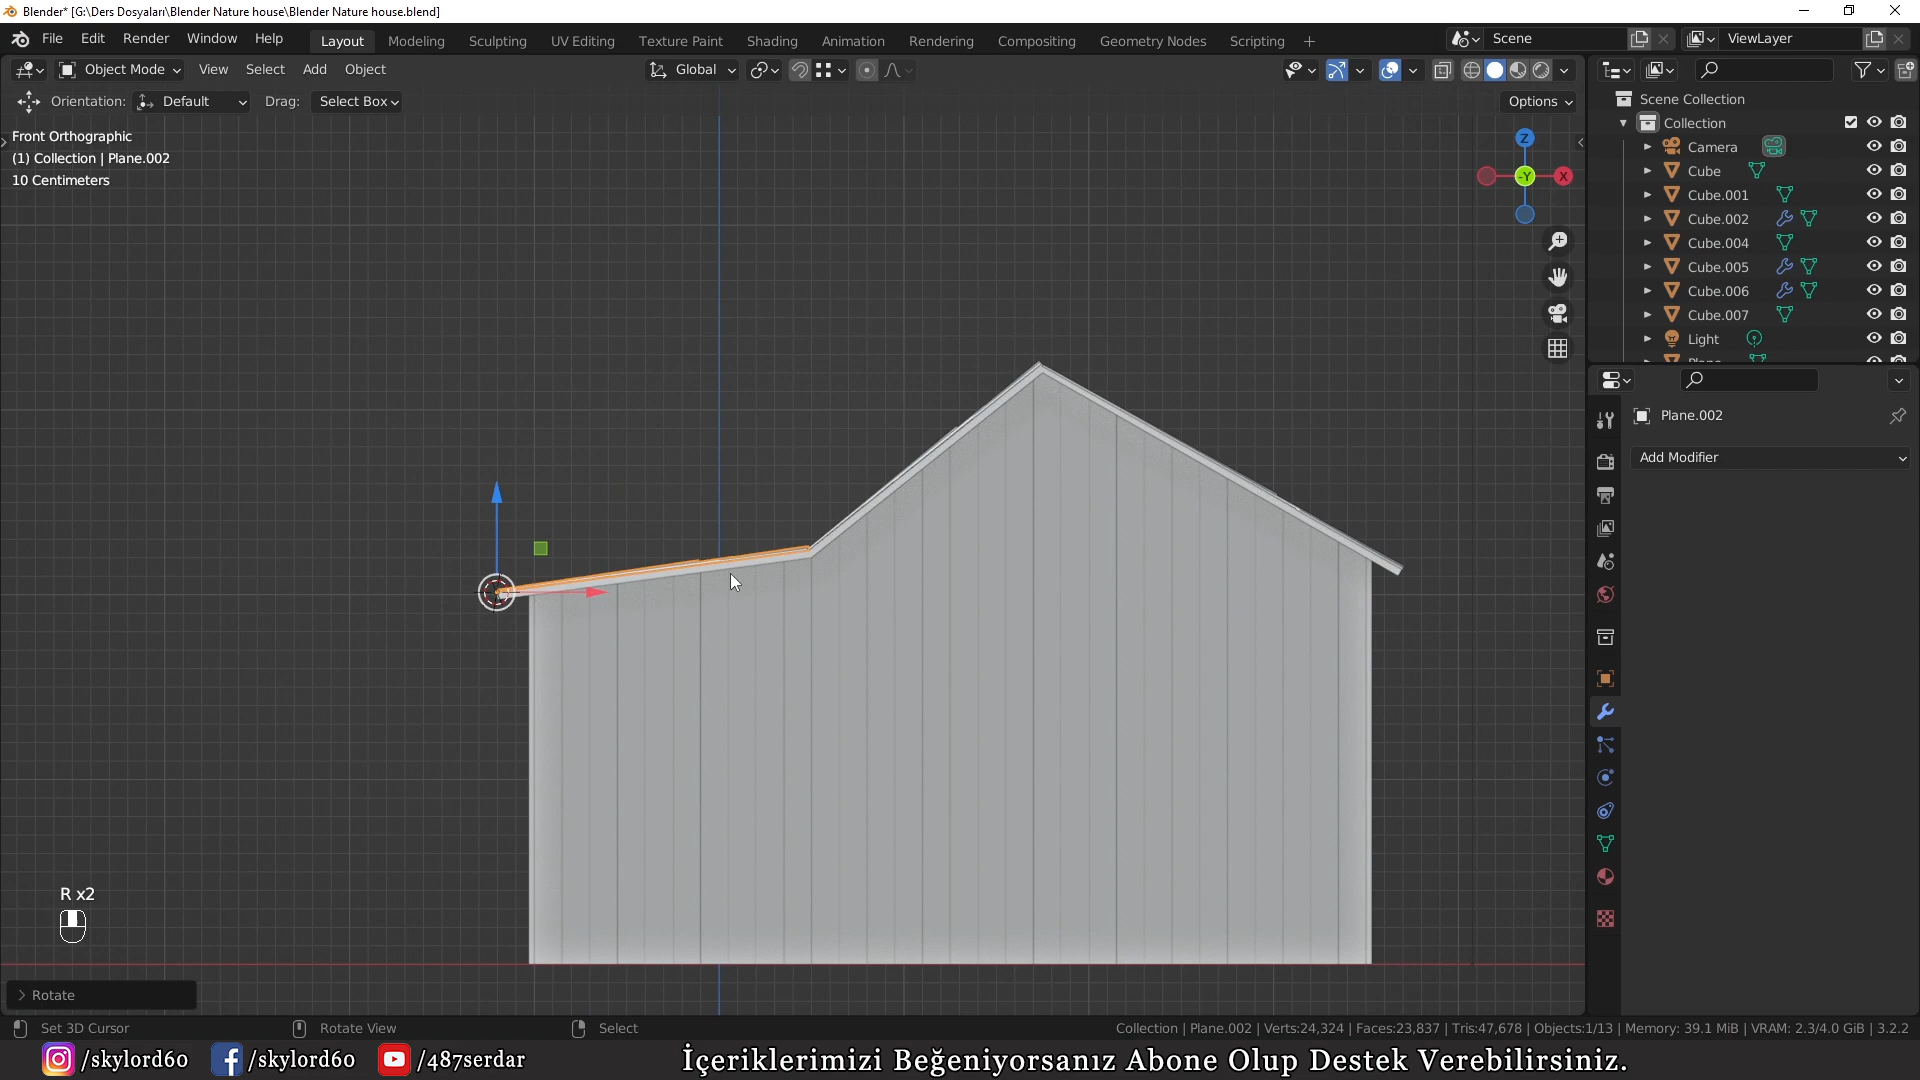 Blender* [G:\Ders Dosyaları\Blender Nature house\Blender Nature house.blend]
File Edit Render Window Help
Layout Modeling Sculpting UV Editing Texture Paint Shading Animation Rendering Compositing Geometry Nodes Scripting +
Scene
ViewLayer
Object Mode View Select Add Object
Global
Orientation: Default Drag: Select Box
Options
Front Orthographic
(1) Collection | Plane.002
10 Centimeters
Z
-Y
X
Scene Collection
Collection
Camera
Cube
Cube.001
Cube.002
Cube.004
Cube.005
Cube.006
Cube.007
Light
Plane
Plane.002
Add Modifier
R x2
Rotate
Set 3D Cursor
Rotate View
Select
Collection | Plane.002 | Verts:24,324 | Faces:23,837 | Tris:47,678 | Objects:1/13 | Memory: 39.1 MiB | VRAM: 2.3/4.0 GiB | 3.2.2
/skylord60 /skylord60 /487serdar
İçeriklerimizi Beğeniyorsanız Abone Olup Destek Verebilirsiniz.